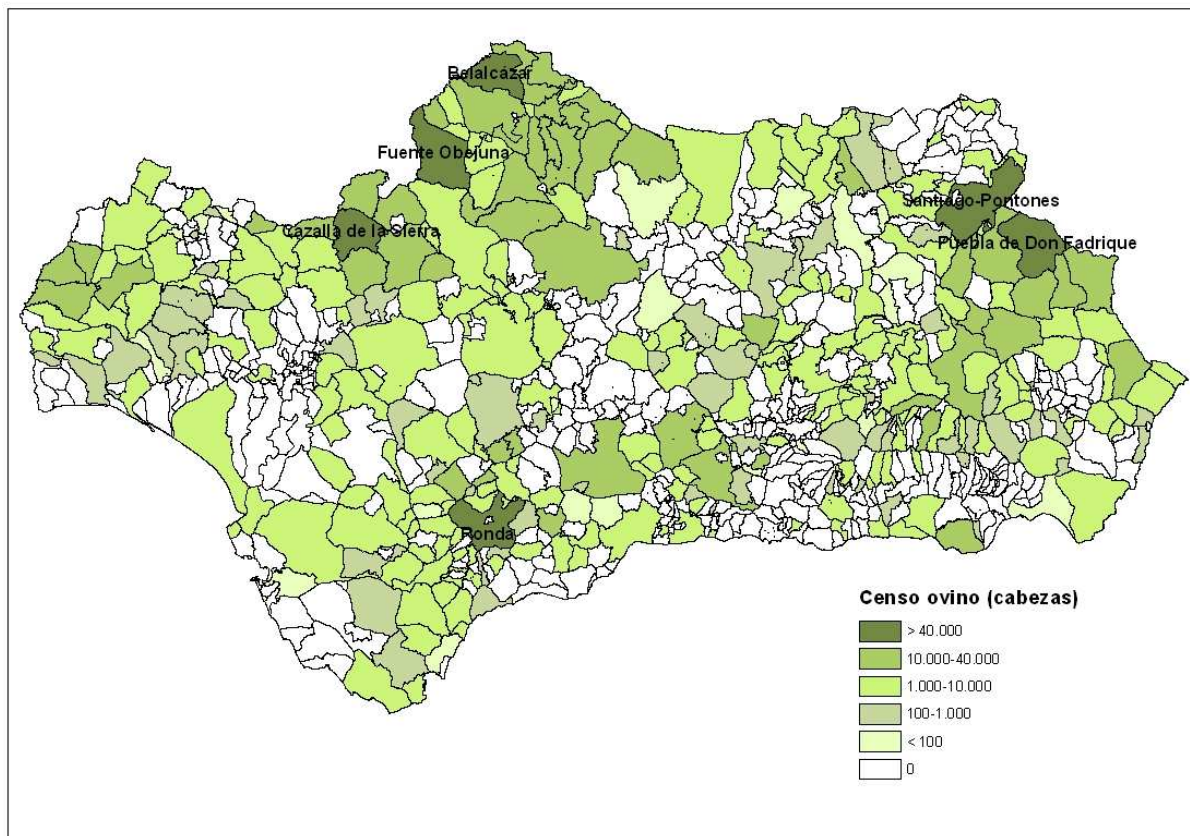 Belalcázar
Fuente Obejuna
Santiago-Pontones
Cazalla de la Sierra
Puebla de Don Fadrique
Ronda
Censo ovino (cabezas)
> 40.000
10.000-40.000
1.000-10.000
100-1.000
< 100
0